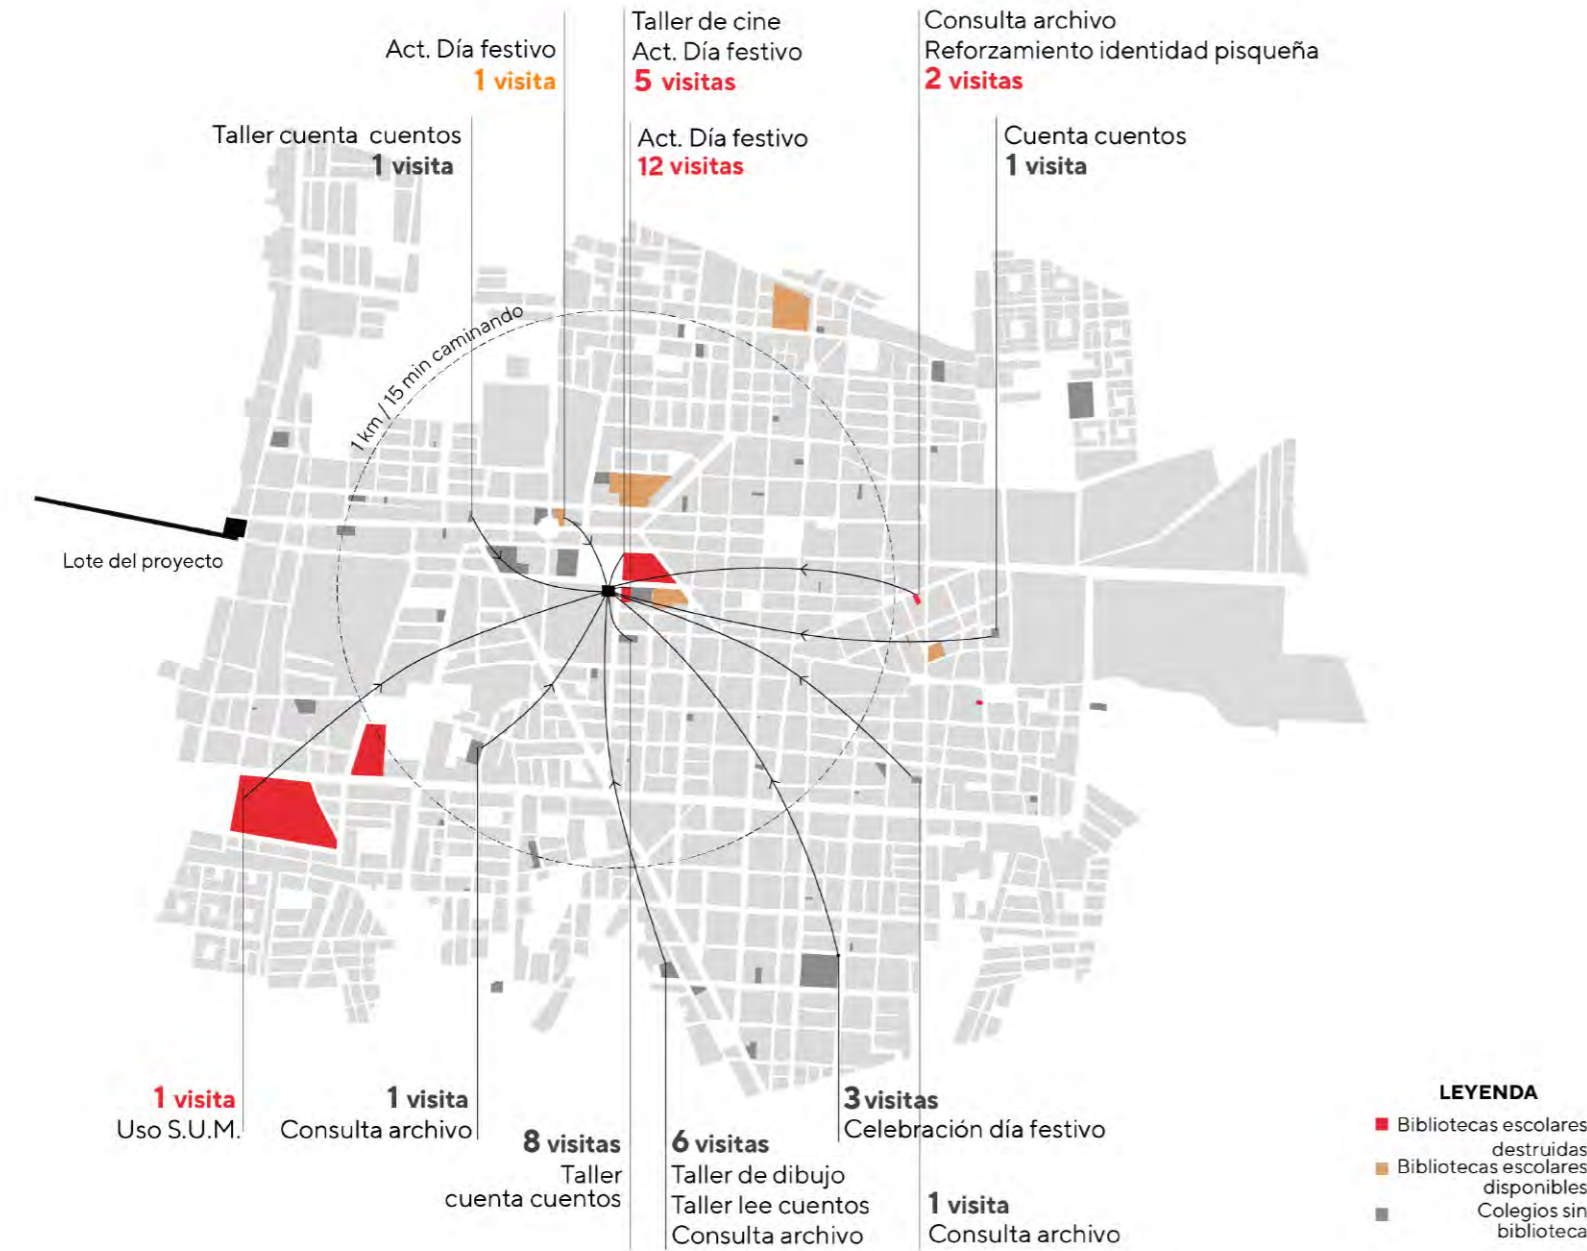 Act. Día festivo
1 visita
Taller de cine
Act. Día festivo
5 visitas
Consulta archivo
Reforzamiento identidad pisqueña
2 visitas
Taller cuenta cuentos
1 visita
Act. Día festivo
12 visitas
Cuenta cuentos
1 visita
1 km / 15 min caminando
Lote del proyecto
1 visita
Uso S.U.M.
1 visita
Consulta archivo
8 visitas
Taller
cuenta cuentos
6 visitas
Taller de dibujo
Taller lee cuentos
Consulta archivo
3 visitas
Celebración día festivo
1 visita
Consulta archivo
LEYENDA
Bibliotecas escolares
destruidas
Bibliotecas escolares
disponibles
Colegios sin
biblioteca